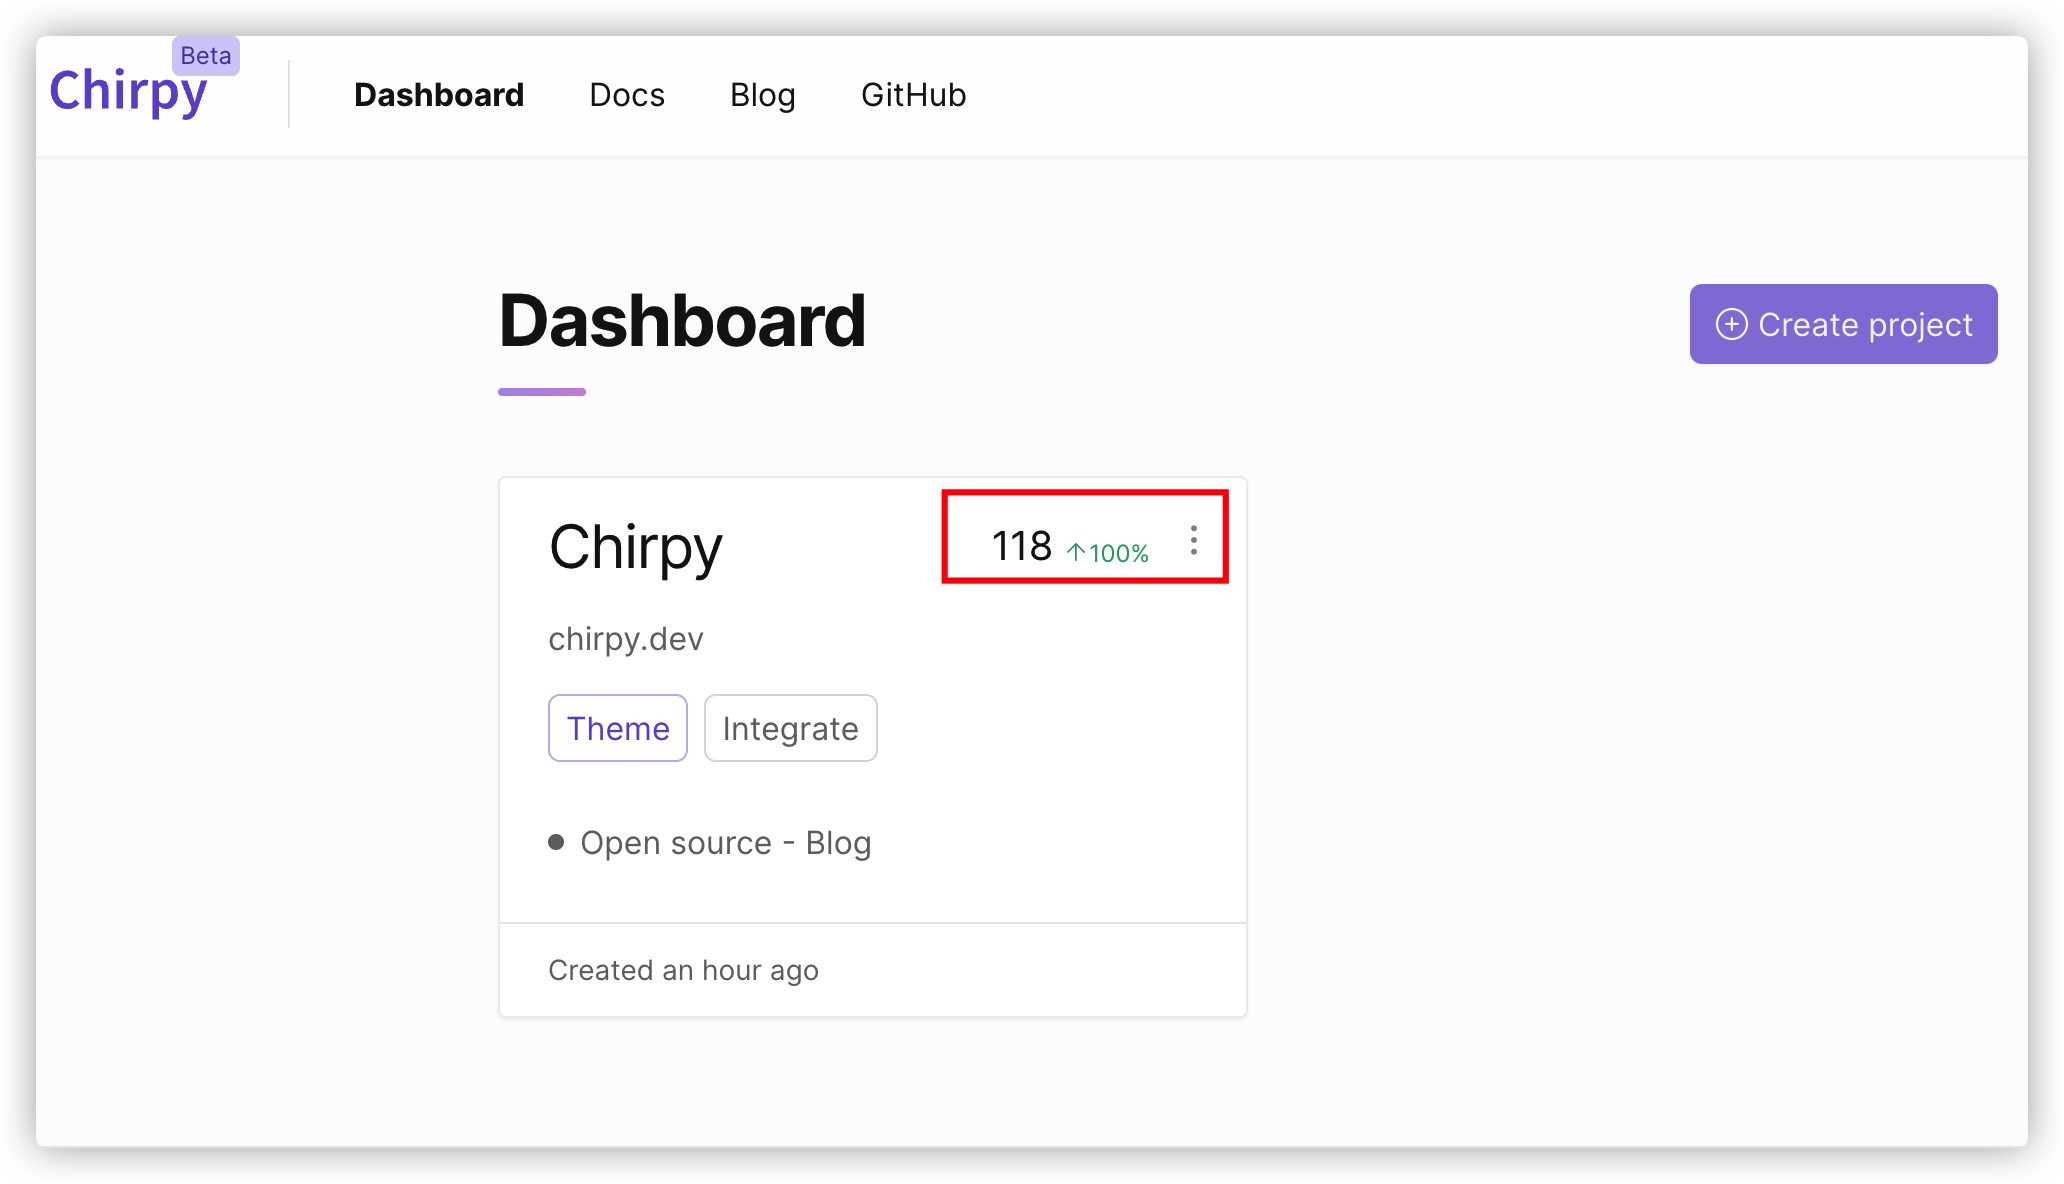 Chirpy Beta
Dashboard Docs Blog GitHub
Dashboard
Create project
Chirpy 118 ↑100%
chirpy.dev
Theme Integrate
Open source - Blog
Created an hour ago